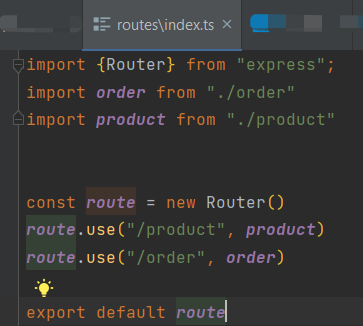 routes\index.ts ×
import {Router} from "express";
import order from "./order"
import product from "./product"
const route = new Router()
route.use("/product", product)
route.use("/order", order)
export default route